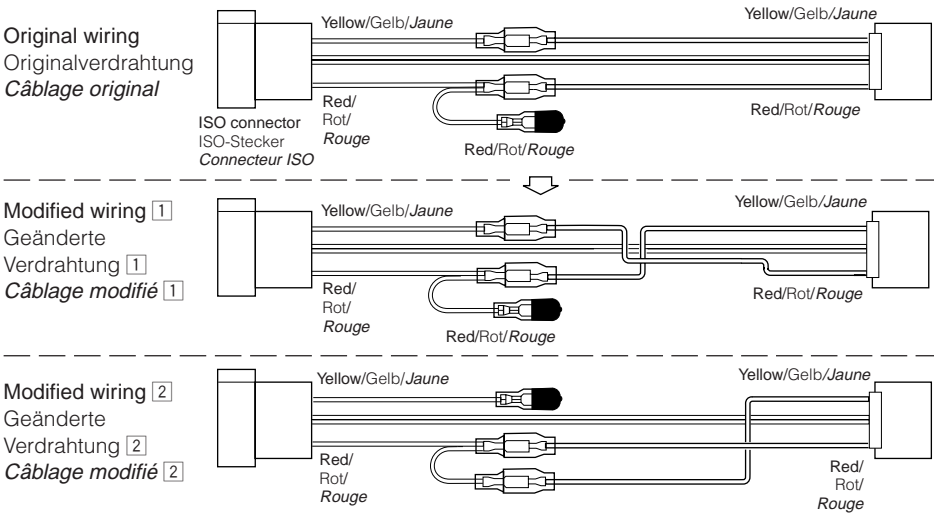 Original wiring
Originalverdrahtung
Câblage original
Yellow/Gelb/Jaune
Yellow/Gelb/Jaune
ISO connector
ISO-Stecker
Connecteur ISO
Red/
Rot/
Rouge
Red/Rot/Rouge
Red/Rot/Rouge
Modified wiring 1
Geänderte
Verdrahtung 1
Câblage modifié 1
Yellow/Gelb/Jaune
Yellow/Gelb/Jaune
Red/
Rot/
Rouge
Red/Rot/Rouge
Red/Rot/Rouge
Modified wiring 2
Geänderte
Verdrahtung 2
Câblage modifié 2
Yellow/Gelb/Jaune
Yellow/Gelb/Jaune
Red/
Rot/
Rouge
Red/
Rot/
Rouge